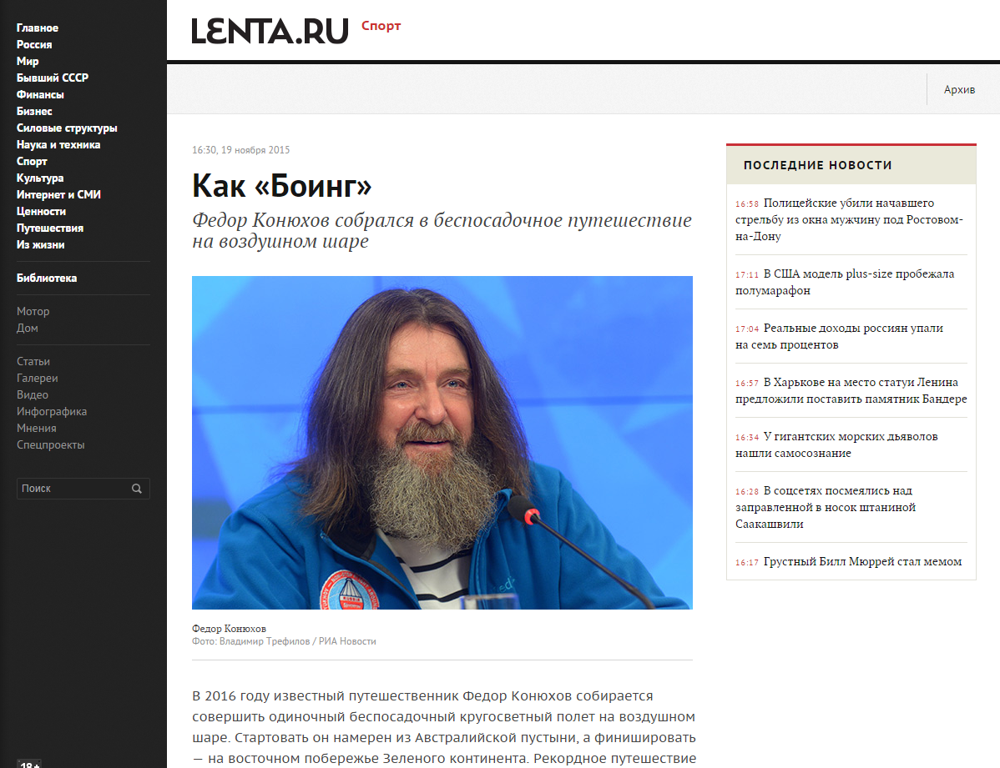 Главное
Россия
Мир
Бывший СССР
Финансы
Бизнес
Силовые структуры
Наука и техника
Спорт
Культура
Интернет и СМИ
Ценности
Путешествия
Из жизни
Библиотека
Мотор
Дом
Статьи
Галереи
Видео
Инфографика
Мнения
Спецпроекты
Поиск
18+
LENTA.RU Спорт
Архив
16:30, 19 ноября 2015
Как «Боинг»
Федор Конюхов собрался в беспосадочное путешествие
на воздушном шаре
RUSSIA
Федор Конюхов
Фото: Владимир Трефилов / РИА Новости
В 2016 году известный путешественник Федор Конюхов собирается
совершить одиночный беспосадочный кругосветный полет на воздушном
шаре. Стартовать он намерен из Австралийской пустыни, а финишировать
— на восточном побережье Зеленого континента. Рекордное путешествие
ПОСЛЕДНИЕ НОВОСТИ
16:58 Полицейские убили начавшего
стрельбу из окна мужчину под Ростовом-
на-Дону
17:11 В США модель plus-size пробежала
полумарафон
17:04 Реальные доходы россиян упали
на семь процентов
16:57 В Харькове на место статуи Ленина
предложили поставить памятник Бандере
16:34 У гигантских морских дьяволов
нашли самосознание
16:28 В соцсетях посмеялись над
заправленной в носок штаниной
Саакашвили
16:17 Грустный Билл Мюррей стал мемом